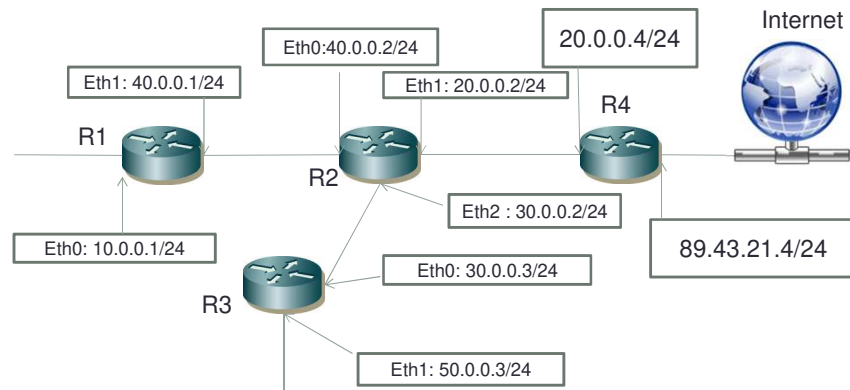 Internet
20.0.0.4/24
Eth0:40.0.0.2/24
Eth1: 40.0.0.1/24
Eth1: 20.0.0.2/24
R4
R1
R2
Eth2 : 30.0.0.2/24
Eth0: 10.0.0.1/24
89.43.21.4/24
Eth0: 30.0.0.3/24
R3
Eth1: 50.0.0.3/24